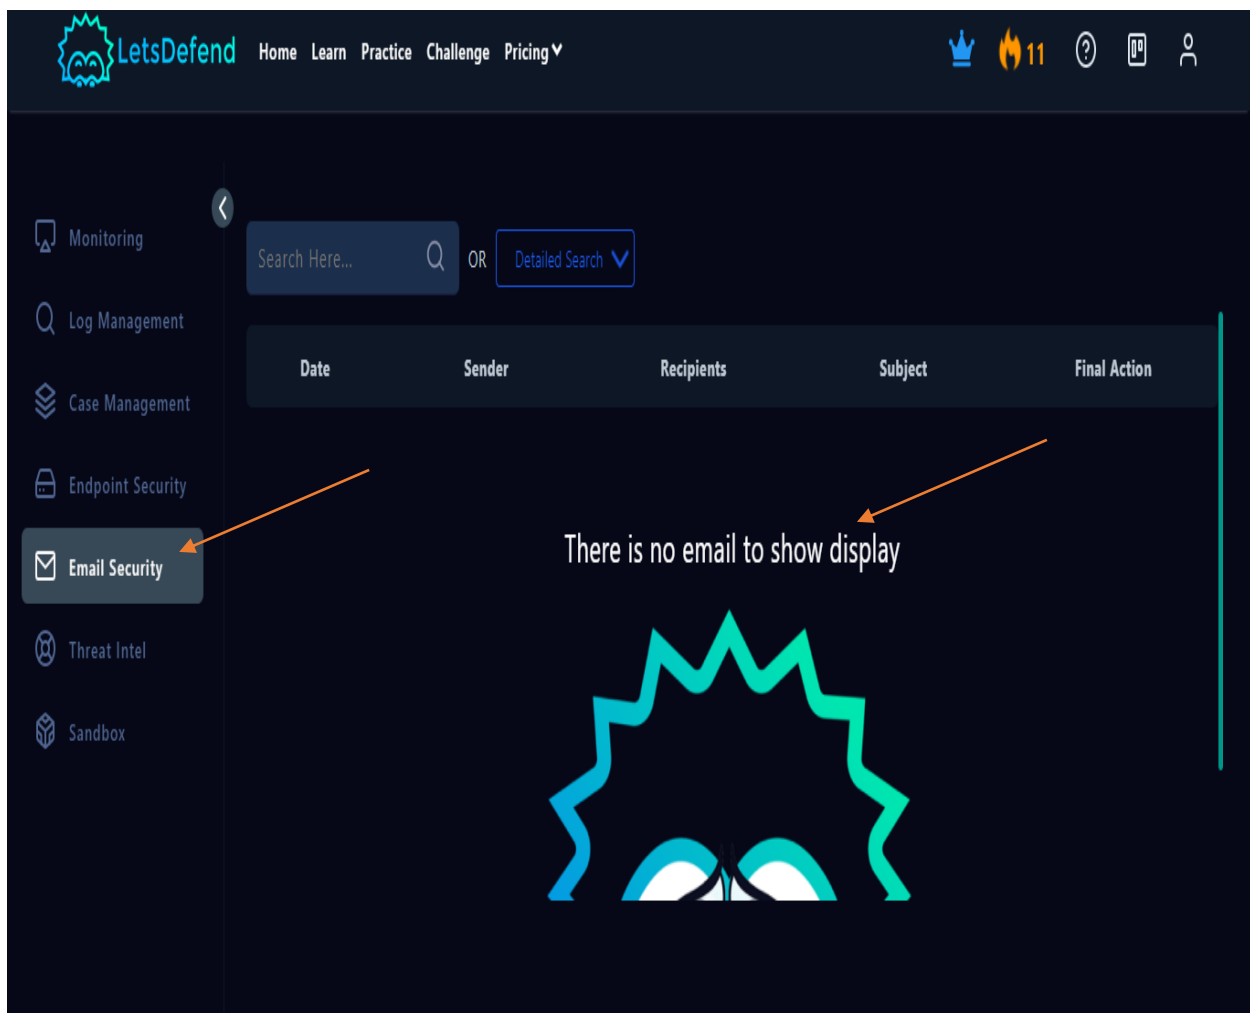 LetsDefend Home Learn Practice Challenge Pricing 11
Monitoring
Log Management
Case Management
Endpoint Security
Email Security
Threat Intel
Sandbox
Search Here... OR Detailed Search
Date Sender Recipients Subject Final Action
There is no email to show display